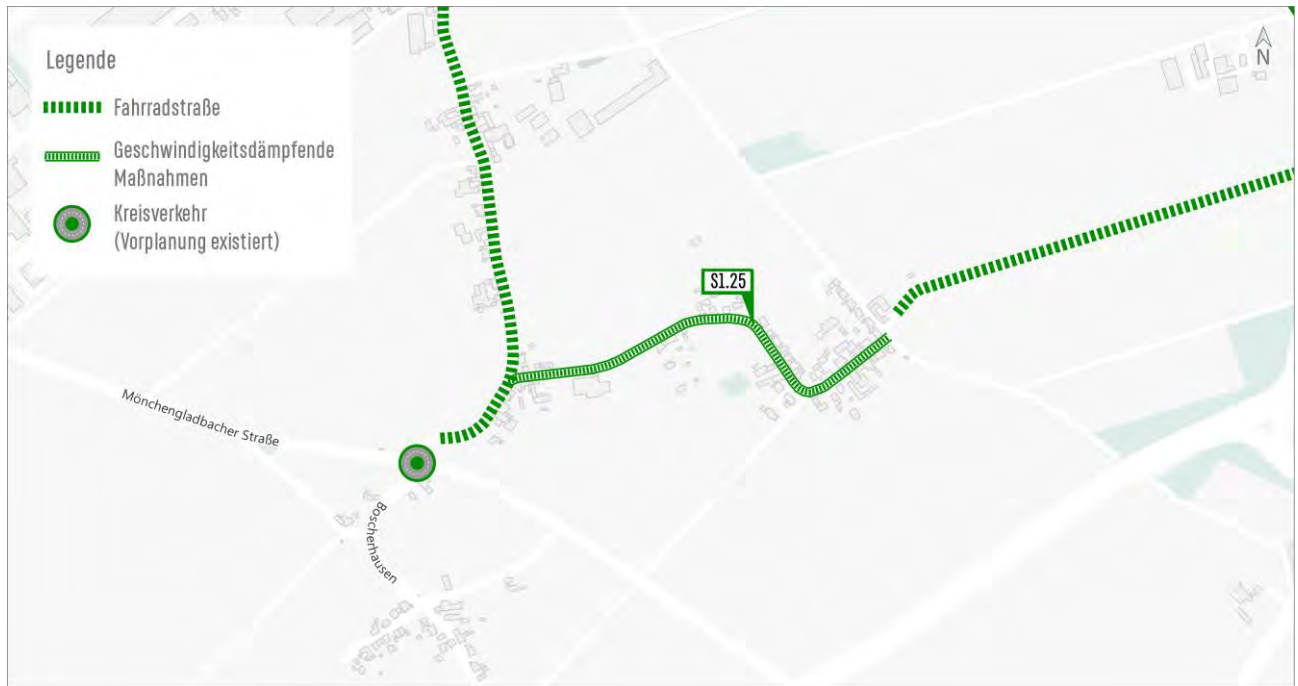 Legende
Fahrradstraße
Geschwindigkeitsdämpfende
Maßnahmen
Kreisverkehr
(Vorplanung existiert)
N
S1.25
Mönchengladbacher Straße
Boscherhausen